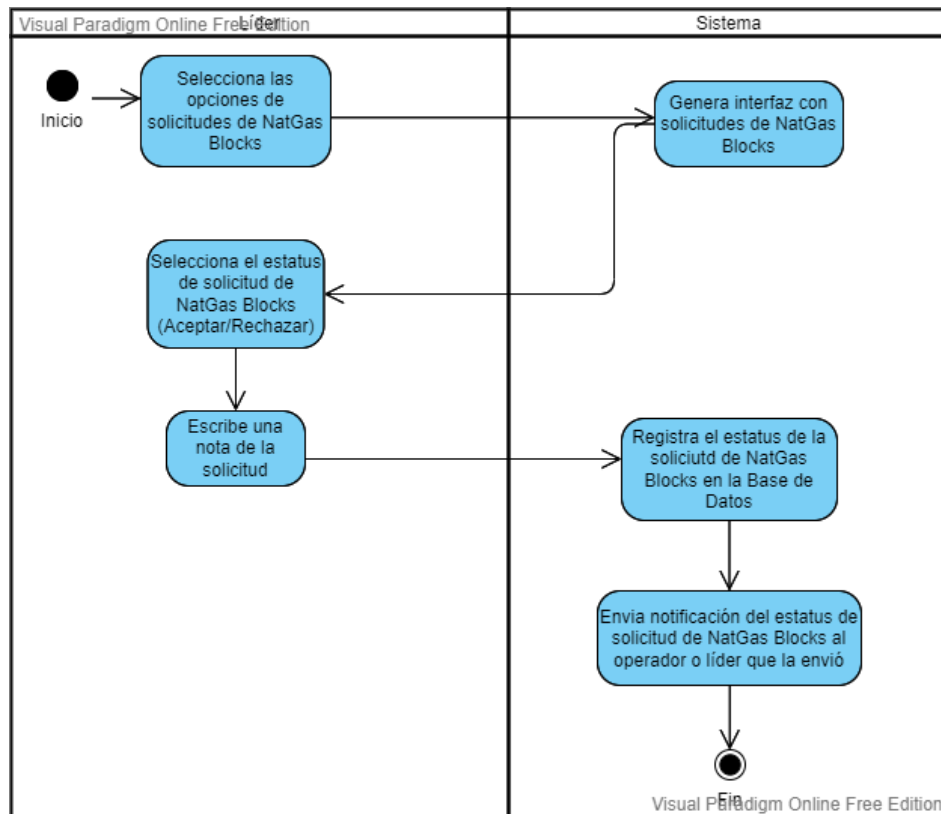 Visual Paradigm Online Free Edition
Líder
Sistema
Inicio
Selecciona las
opciones de
solicitudes de NatGas
Blocks
Genera interfaz con
solicitudes de NatGas
Blocks
Selecciona el estatus
de solicitud de
NatGas Blocks
(Aceptar/Rechazar)
Escribe una
nota de la
solicitud
Registra el estatus de la
soliciutd de NatGas
Blocks en la Base de
Datos
Envia notificación del estatus de
solicitud de NatGas Blocks al
operador o líder que la envió
Fin
Visual Paradigm Online Free Edition